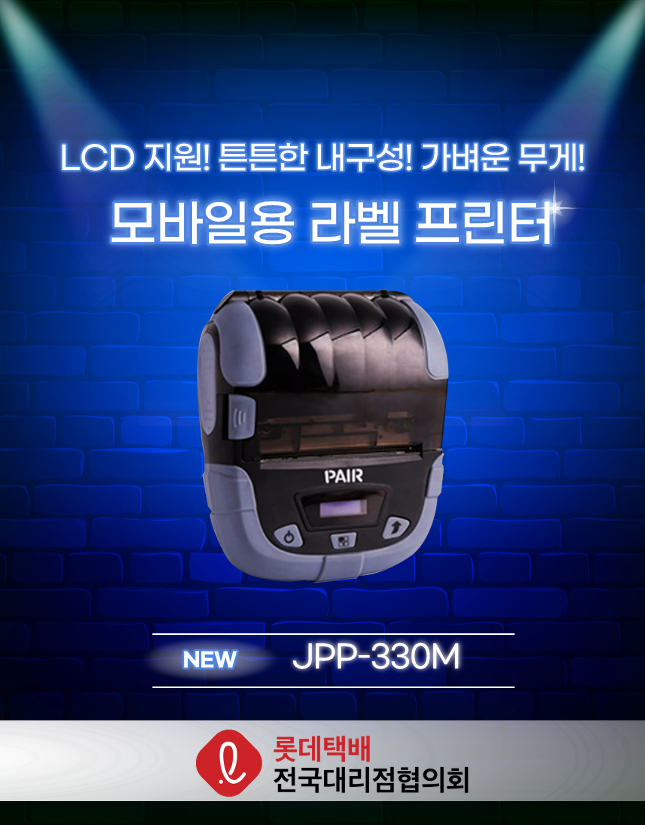 LCD 지원! 튼튼한 내구성! 가벼운 무게!
모바일용 라벨 프린터
PAIR
NEW JPP-330M
롯데택배
전국대리점협의회